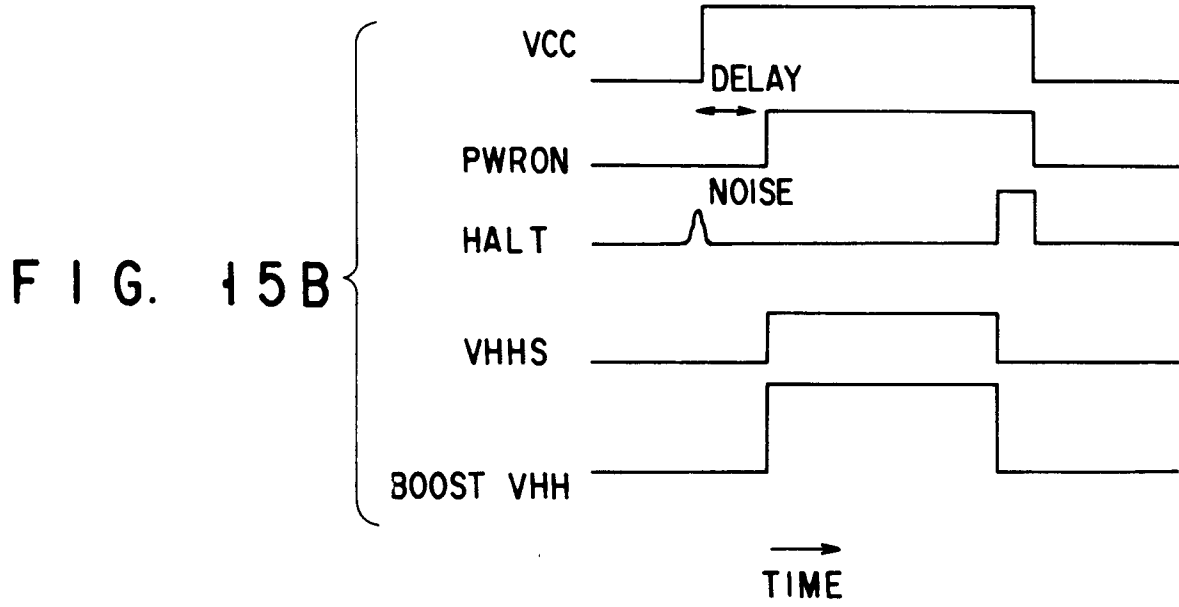 VCC
DELAY
PWRON
NOISE
HALT
FIG. 15B
VHHS
BOOST VHH
TIME